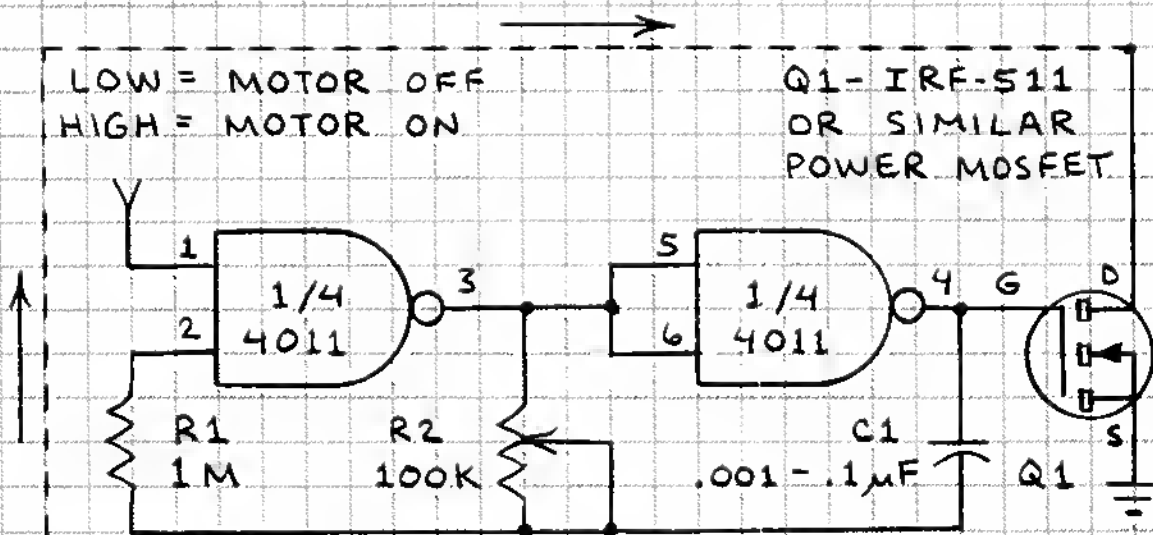 LOW = MOTOR OFF
HIGH = MOTOR ON
Q1- IRF-511
OR SIMILAR
POWER MOSFET
1
2
1/4
4011
3
5
6
1/4
4011
4
G
D
S
R1
1M
R2
100K
C1
.001 - .1μF
Q1